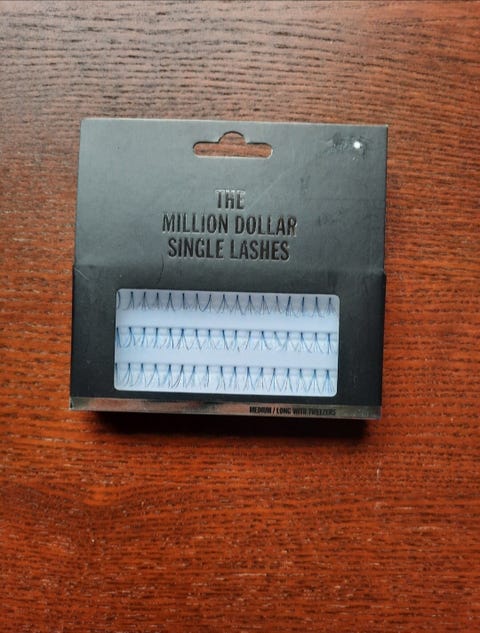 THE
MILLION DOLLAR
SINGLE LASHES
MEDIUM / LONG WITH TWEEZERS